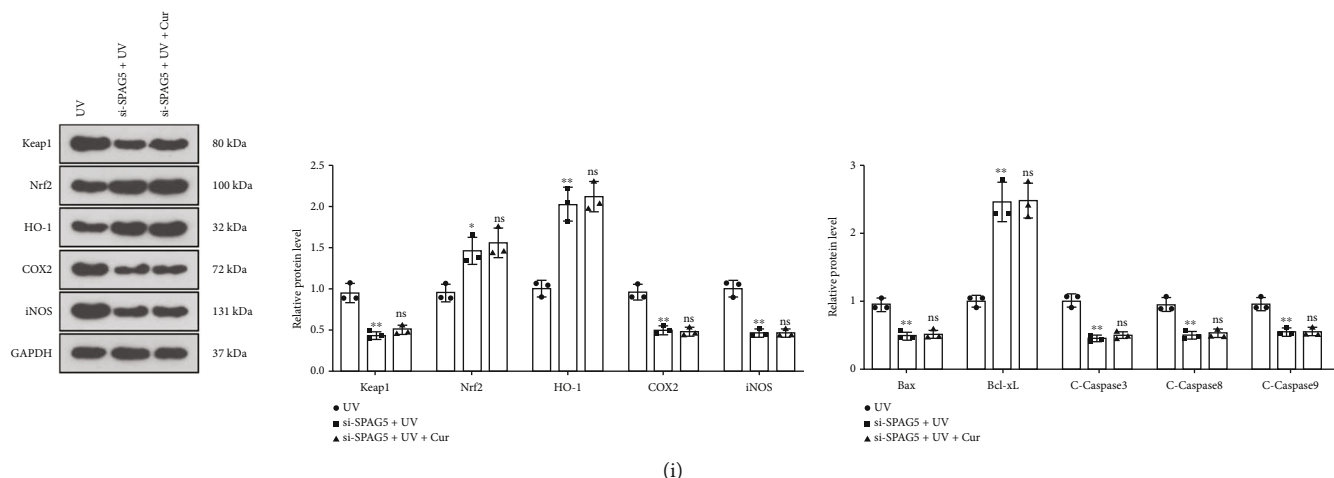 UV
si-SPAG5 + UV
si-SPAG5 + UV + Cur
Keap1 80 kDa
Nrf2 100 kDa
HO-1 32 kDa
COX2 72 kDa
iNOS 131 kDa
GAPDH 37 kDa
Relative protein level
2.5
2.0
1.5
1.0
0.5
0.0
** ns
* ns
** ns
** ns
** ns
Keap1 Nrf2 HO-1 COX2 iNOS
UV
si-SPAG5 + UV
si-SPAG5 + UV + Cur
Relative protein level
3
2
1
0
** ns
** ns
** ns
** ns
** ns
Bax Bcl-xL C-Caspase3 C-Caspase8 C-Caspase9
UV
si-SPAG5 + UV
si-SPAG5 + UV + Cur
(i)